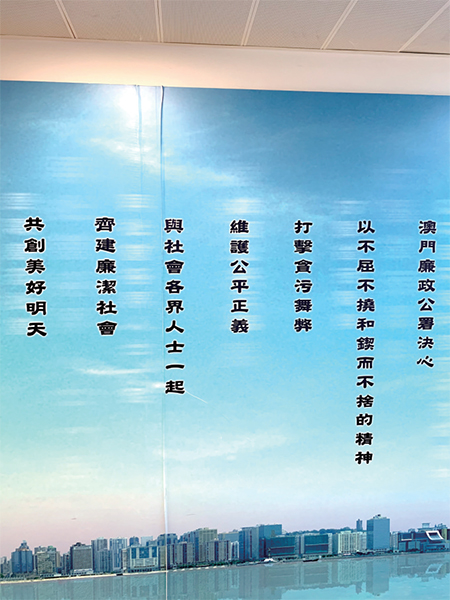 澳門廉政公署決心
以不屈不撓和鍥而不捨的精神
打擊貪污舞弊
維護公平正義
與社會各界人士一起
齊建廉潔社會
共創美好明天